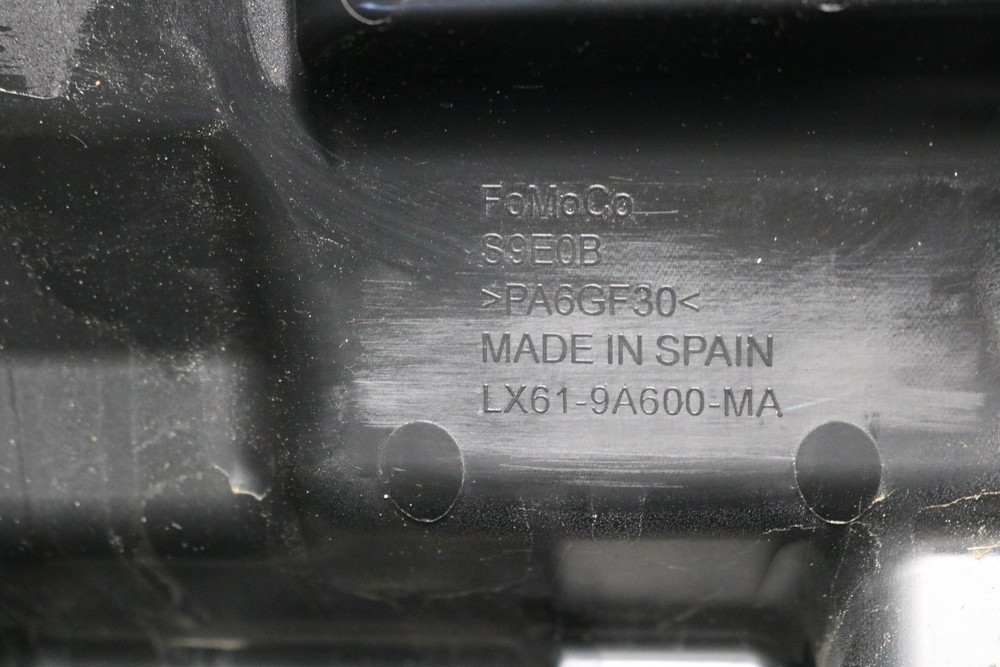 FoMoCo
S9E0B
>PA6GF30<
MADE IN SPAIN
LX61-9A600-MA